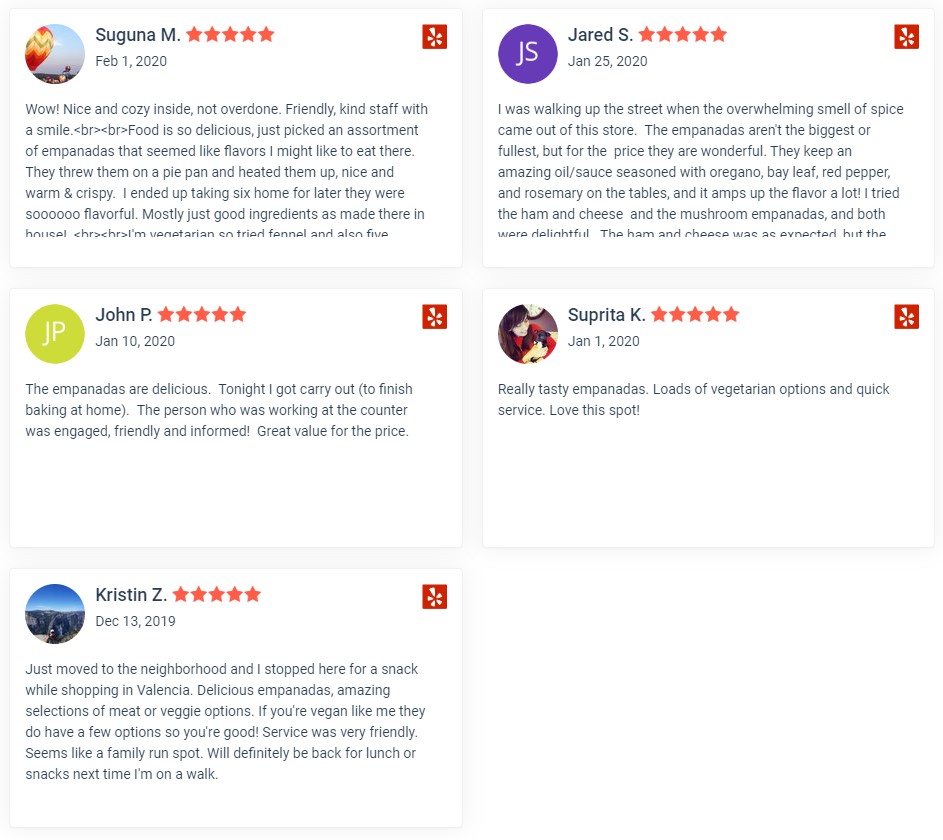 Suguna M.
Feb 1, 2020
Wow! Nice and cozy inside, not overdone. Friendly, kind staff with
a smile.<br><br>Food is so delicious, just picked an assortment
of empanadas that seemed like flavors I might like to eat there.
They threw them on a pie pan and heated them up, nice and
warm & crispy.  I ended up taking six home for later they were
soooooo flavorful. Mostly just good ingredients as made there in
house!  <br><br>I'm vegetarian so tried fennel and also five
JS
Jared S.
Jan 25, 2020
I was walking up the street when the overwhelming smell of spice
came out of this store.  The empanadas aren't the biggest or
fullest, but for the  price they are wonderful. They keep an
amazing oil/sauce seasoned with oregano, bay leaf, red pepper,
and rosemary on the tables, and it amps up the flavor a lot! I tried
the ham and cheese  and the mushroom empanadas, and both
were delightful.  The ham and cheese was as expected, but the
JP
John P.
Jan 10, 2020
The empanadas are delicious.  Tonight I got carry out (to finish
baking at home).  The person who was working at the counter
was engaged, friendly and informed!  Great value for the price.
Suprita K.
Jan 1, 2020
Really tasty empanadas. Loads of vegetarian options and quick
service. Love this spot!
Kristin Z.
Dec 13, 2019
Just moved to the neighborhood and I stopped here for a snack
while shopping in Valencia. Delicious empanadas, amazing
selections of meat or veggie options. If you're vegan like me they
do have a few options so you're good! Service was very friendly.
Seems like a family run spot. Will definitely be back for lunch or
snacks next time I'm on a walk.